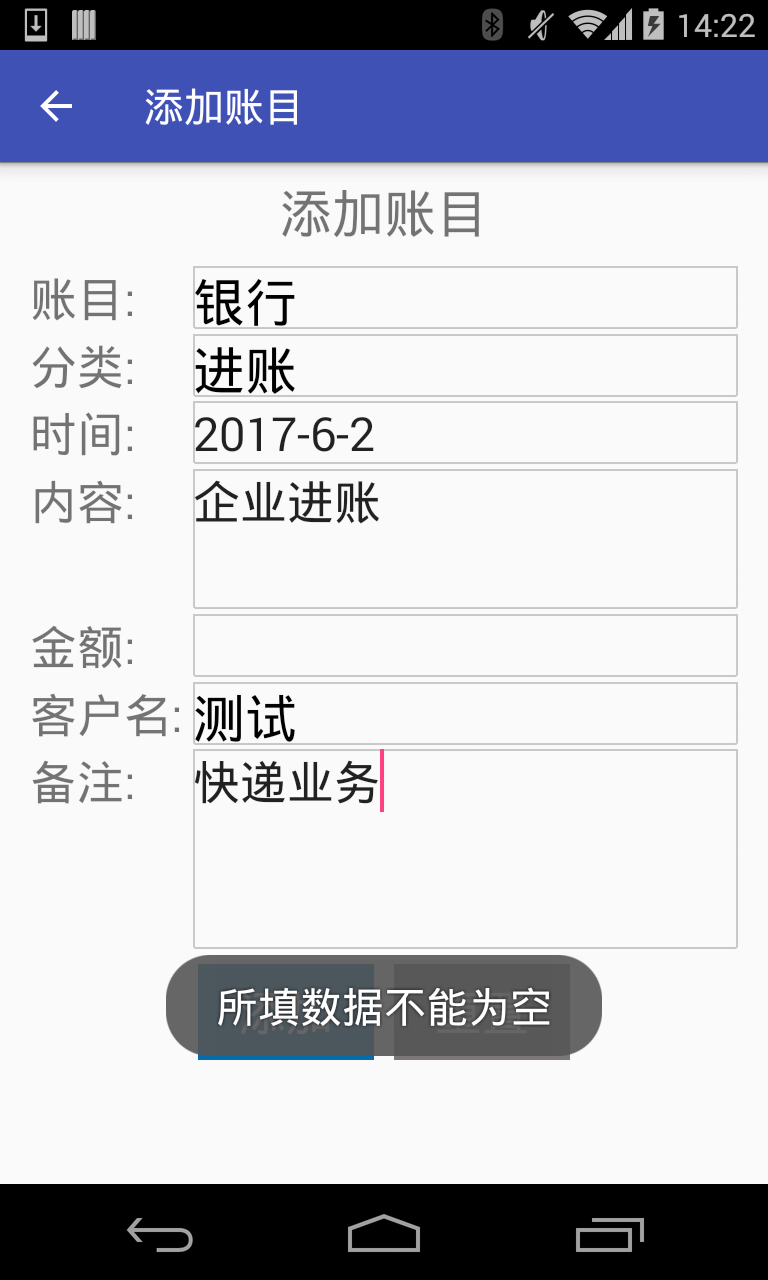 14:22
添加账目
添加账目
账目: 银行
分类: 进账
时间: 2017-6-2
内容: 企业进账
金额:
客户名: 测试
备注: 快递业务
所填数据不能为空